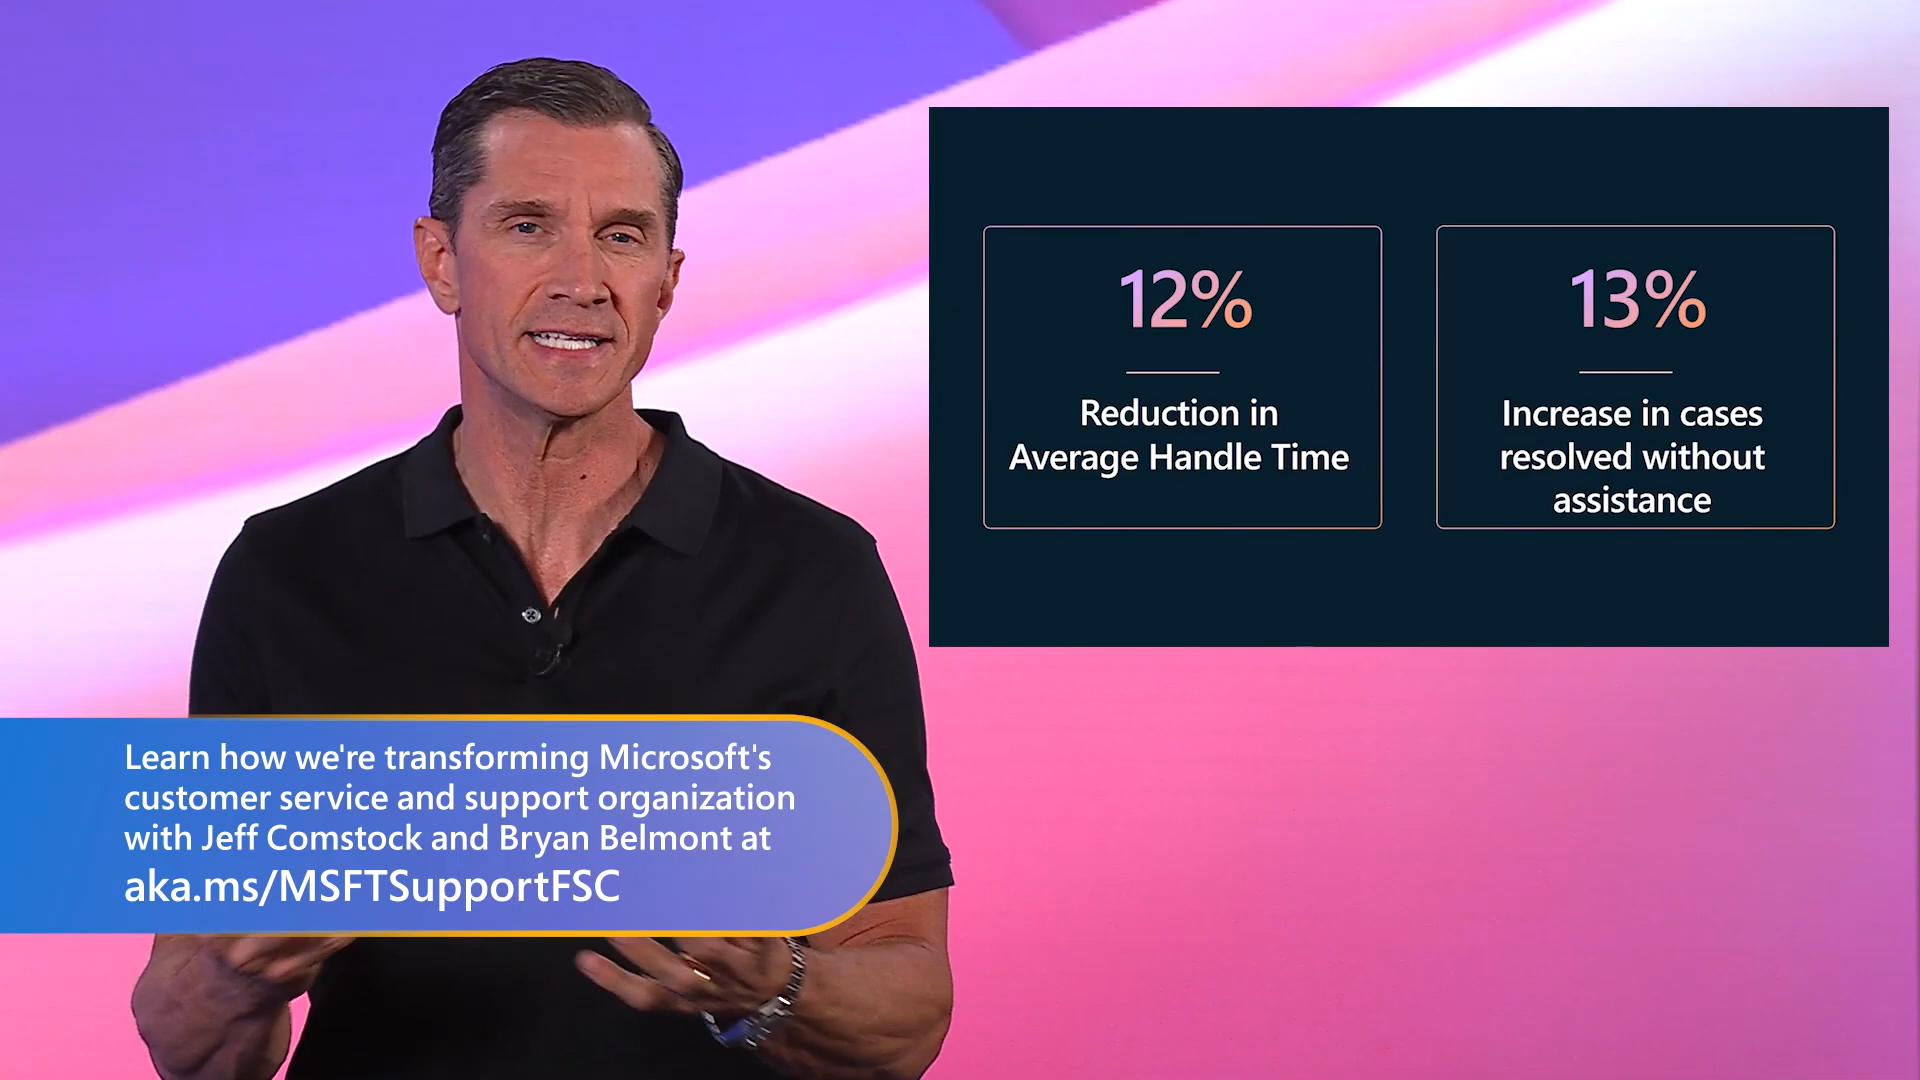 12%
Reduction in
Average Handle Time
13%
Increase in cases
resolved without
assistance
Learn how we're transforming Microsoft's
customer service and support organization
with Jeff Comstock and Bryan Belmont at
aka.ms/MSFTSupportFSC